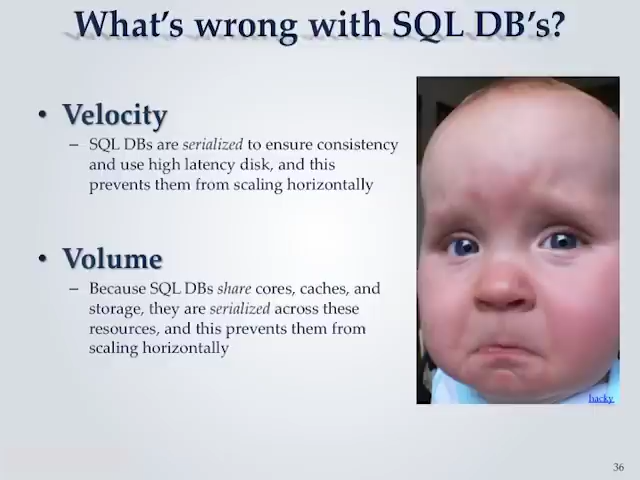 What's wrong with SQL DB's?
• Velocity
– SQL DBs are serialized to ensure consistency
and use high latency disk, and this
prevents them from scaling horizontally
• Volume
– Because SQL DBs share cores, caches, and
storage, they are serialized across these
resources, and this prevents them from
scaling horizontally
hacky
36